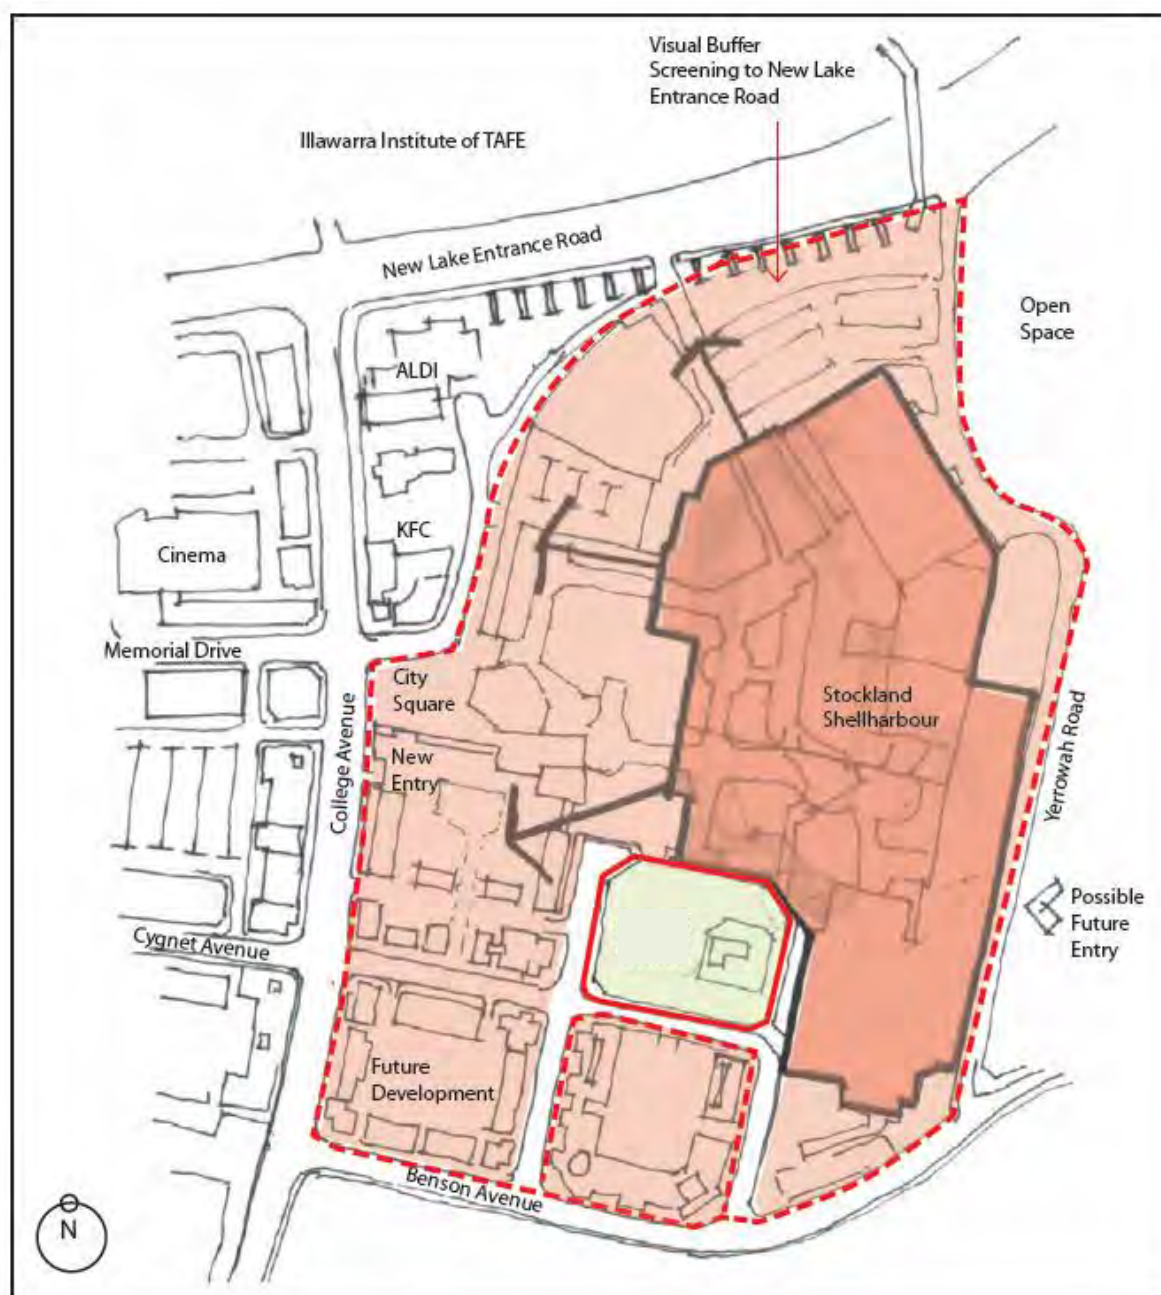 Visual Buffer
Screening to New Lake
Entrance Road
Illawarra Institute of TAFE
New Lake Entrance Road
Open
Space
ALDI
KFC
Cinema
Memorial Drive
City
Square
Stockland
Shellharbour
New
Entry
College Avenue
Yerrowah Road
Possible
Future
Entry
Cygnet Avenue
Future
Development
Benson Avenue
N